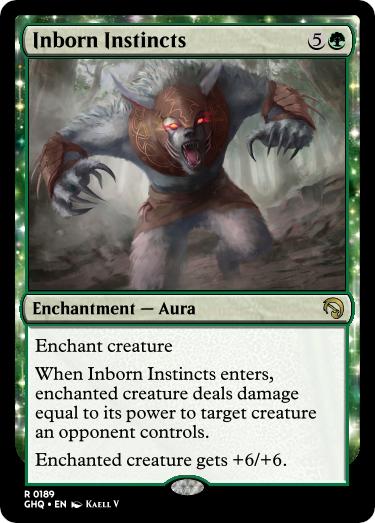 Inborn Instincts 5
Enchantment — Aura
Enchant creature
When Inborn Instincts enters,
enchanted creature deals damage
equal to its power to target creature
an opponent controls.
Enchanted creature gets +6/+6.
R 0189
GHQ • EN Kaell V